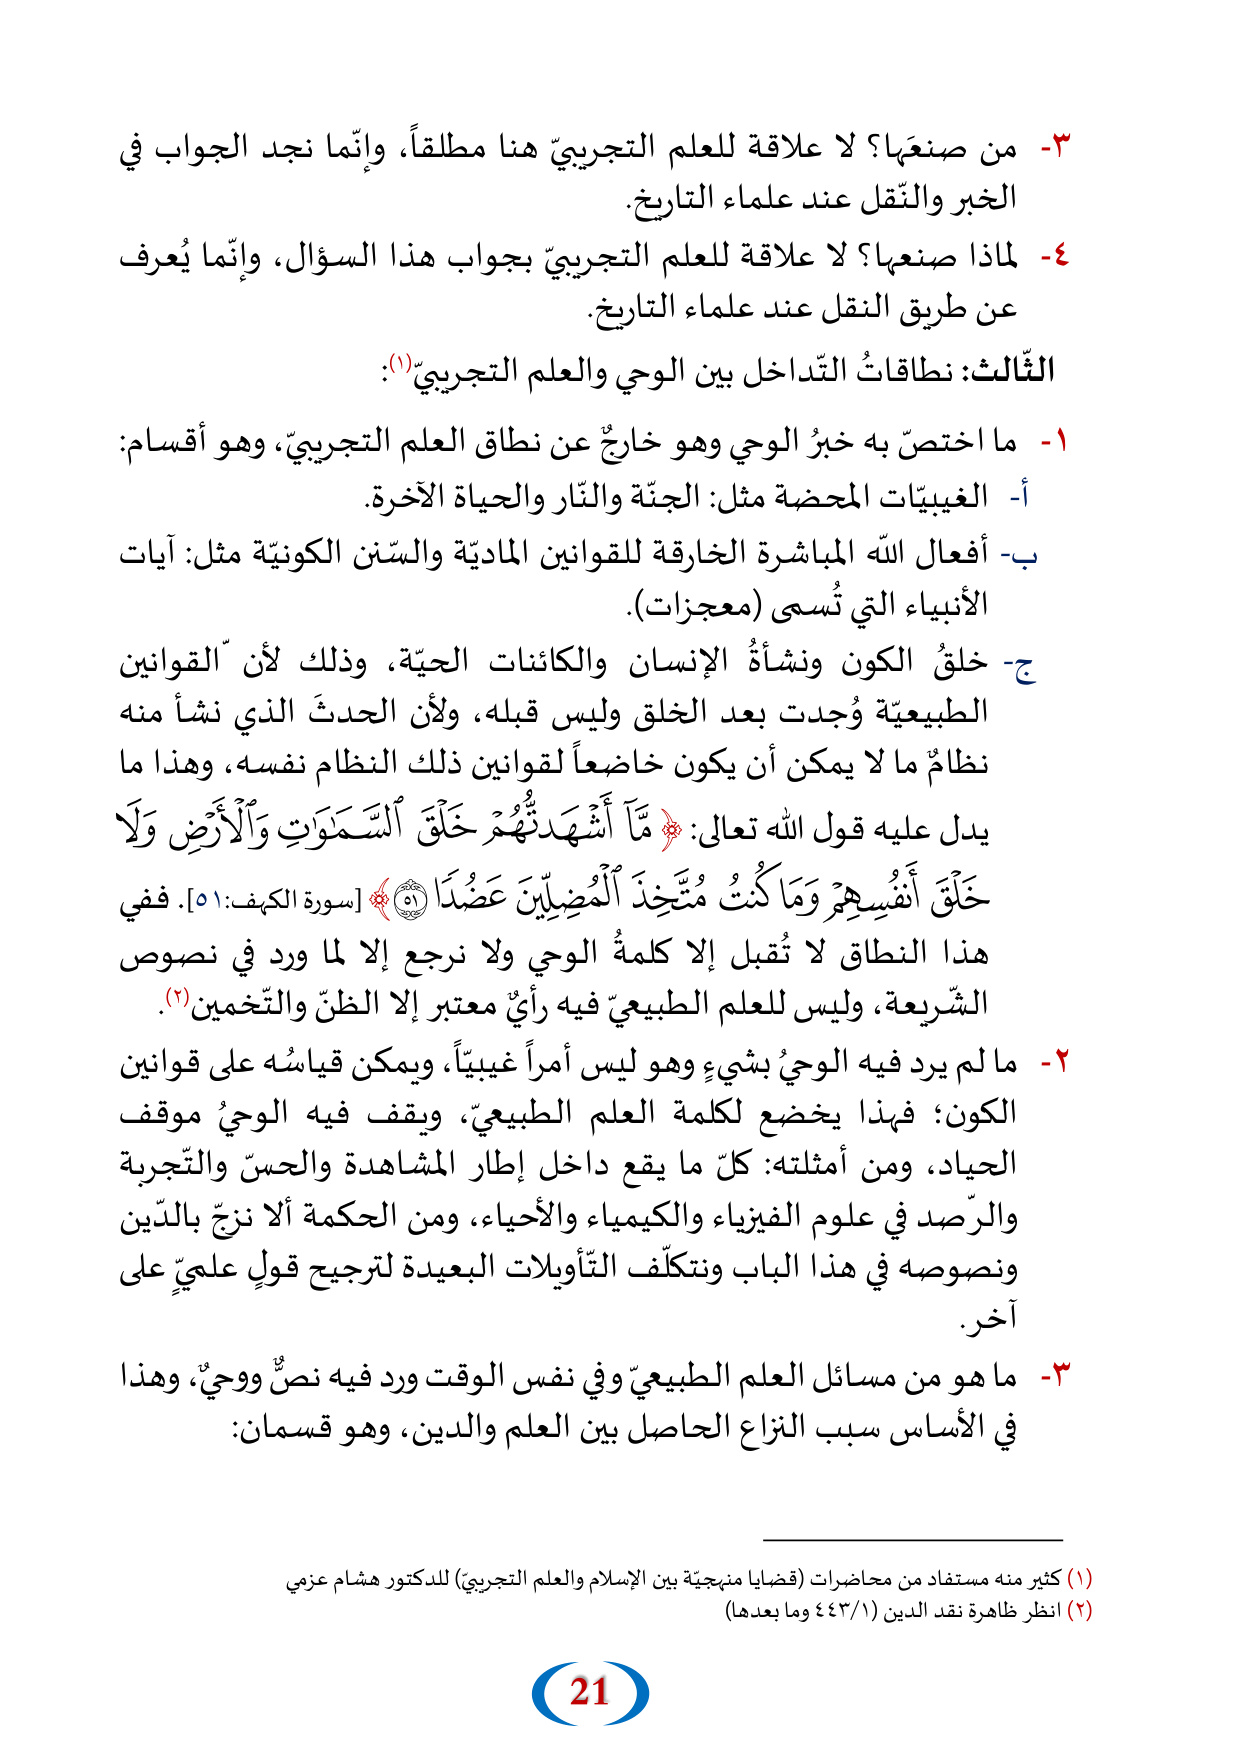 ٣- من صنعَها؟ لا علاقة للعلم التجريبيّ هنا مطلقاً، وإنّما نجد الجواب في
الخبر والنّقل عند علماء التاريخ.
٤- لماذا صنعها؟ لا علاقة للعلم التجريبيّ بجواب هذا السؤال، وإنّما يُعرف
عن طريق النقل عند علماء التاريخ.
الثّالث: نطاقاتُ التّداخل بين الوحي والعلم التجريبيّ(١):
١- ما اختصّ به خبرُ الوحي وهو خارجٌ عن نطاق العلم التجريبيّ، وهو أقسام:
أ- الغيبيّات المحضة مثل: الجنّة والنّار والحياة الآخرة.
ب- أفعال الله المباشرة الخارقة للقوانين الماديّة والسّنن الكونيّة مثل: آيات
الأنبياء التي تُسمى (معجزات).
ج- خلقُ الكون ونشأةُ الإنسان والكائنات الحيّة، وذلك لأن ّالقوانين
الطبيعيّة وُجدت بعد الخلق وليس قبله، ولأن الحدثَ الذي نشأ منه
نظامٌ ما لا يمكن أن يكون خاضعاً لقوانين ذلك النظام نفسه، وهذا ما
يدل عليه قول الله تعالى: ﴿ مَّآ أَشْهَدتُّهُمْ خَلْقَ ٱلسَّمَٰوَٰتِ وَٱلْأَرْضِ وَلَا
خَلْقَ أَنفُسِهِمْ وَمَا كُنتُ مُتَّخِذَ ٱلْمُضِلِّينَ عَضُدًا ٥١ ﴾ [سورة الكهف:٥١]. ففي
هذا النطاق لا تُقبل إلا كلمةُ الوحي ولا نرجع إلا لما ورد في نصوص
الشّريعة، وليس للعلم الطبيعيّ فيه رأيٌ معتبر إلا الظنّ والتّخمين(٢).
٢- ما لم يرد فيه الوحيُ بشيءٍ وهو ليس أمراً غيبيّاً، ويمكن قياسُه على قوانين
الكون؛ فهذا يخضع لكلمة العلم الطبيعيّ، ويقف فيه الوحيُ موقف
الحياد، ومن أمثلته: كلّ ما يقع داخل إطار المشاهدة والحسّ والتّجربة
والرّصد في علوم الفيزياء والكيمياء والأحياء، ومن الحكمة ألا نزجّ بالدّين
ونصوصه في هذا الباب ونتكلّف التّأويلات البعيدة لترجيح قولٍ علميٍّ على
آخر.
٣- ما هو من مسائل العلم الطبيعيّ وفي نفس الوقت ورد فيه نصٌّ ووحيٌ، وهذا
في الأساس سبب النزاع الحاصل بين العلم والدين، وهو قسمان:
(١) كثير منه مستفاد من محاضرات (قضايا منهجيّة بين الإسلام والعلم التجريبيّ) للدكتور هشام عزمي
(٢) انظر ظاهرة نقد الدين (٤٤٣/١ وما بعدها)
21